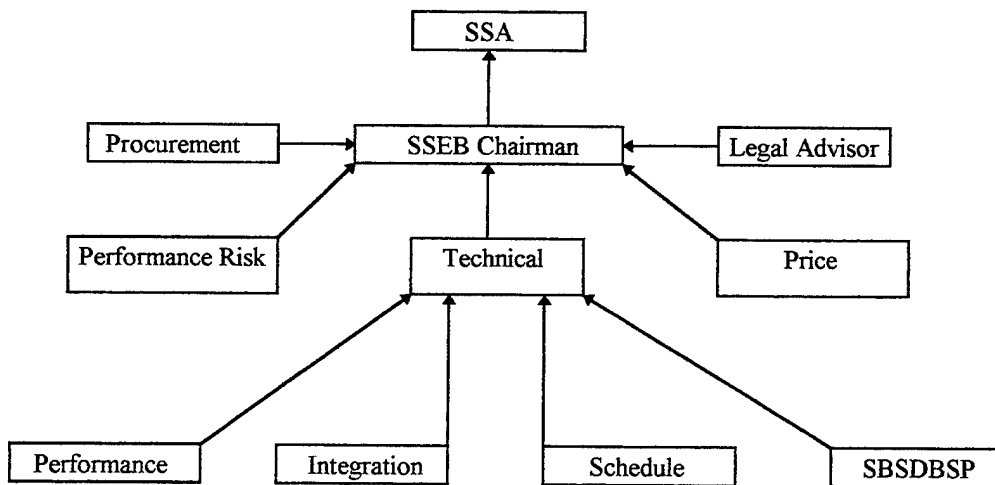 SSA
Procurement
SSEB Chairman
Legal Advisor
Performance Risk
Technical
Price
Performance
Integration
Schedule
SBSDBSP